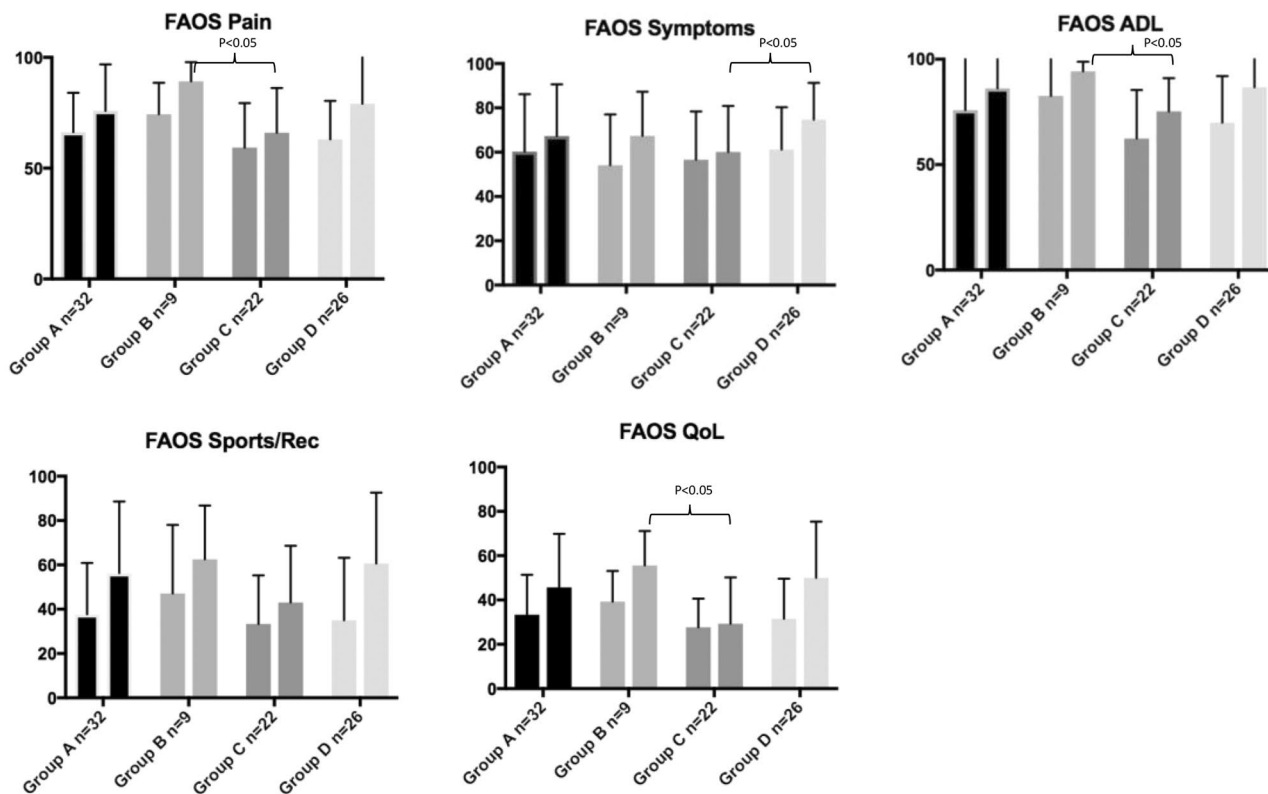 FAOS Pain
P<0.05
100
50
0
Group A n=32
Group B n=9
Group C n=22
Group D n=26
FAOS Symptoms
P<0.05
100
80
60
40
20
0
Group A n=32
Group B n=9
Group C n=22
Group D n=26
FAOS ADL
P<0.05
100
50
0
Group A n=32
Group B n=9
Group C n=22
Group D n=26
FAOS Sports/Rec
100
80
60
40
20
0
Group A n=32
Group B n=9
Group C n=22
Group D n=26
FAOS QoL
P<0.05
100
80
60
40
20
0
Group A n=32
Group B n=9
Group C n=22
Group D n=26